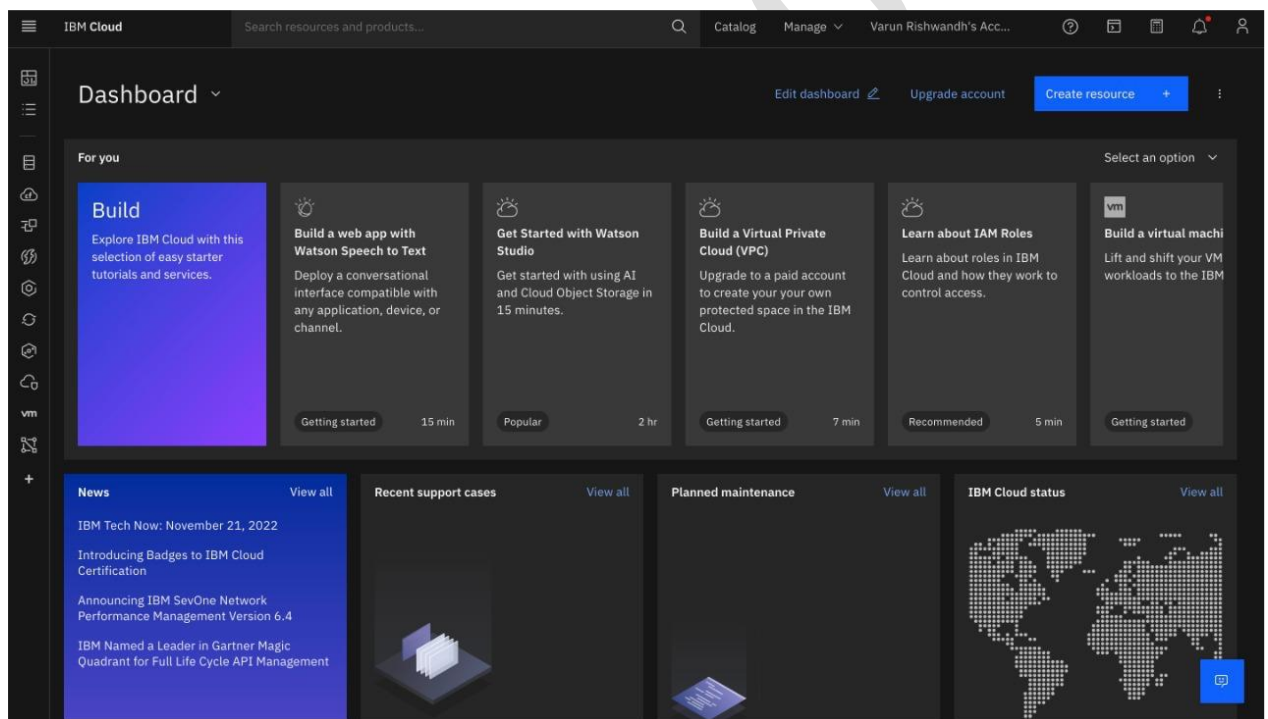 IBM Cloud
Search resources and products...
Catalog
Manage
Varun Rishwandh's Acc...
Dashboard
Edit dashboard
Upgrade account
Create resource +
For you
Select an option
Build
Explore IBM Cloud with this
selection of easy starter
tutorials and services.
Build a web app with
Watson Speech to Text
Deploy a conversational
interface compatible with
any application, device, or
channel.
Getting started
15 min
Get Started with Watson
Studio
Get started with using AI
and Cloud Object Storage in
15 minutes.
Popular
2 hr
Build a Virtual Private
Cloud (VPC)
Upgrade to a paid account
to create your your own
protected space in the IBM
Cloud.
Getting started
7 min
Learn about IAM Roles
Learn about roles in IBM
Cloud and how they work to
control access.
Recommended
5 min
vm
Build a virtual machi
Lift and shift your VM
workloads to the IBM
Getting started
vm
News
View all
IBM Tech Now: November 21, 2022
Introducing Badges to IBM Cloud
Certification
Announcing IBM SevOne Network
Performance Management Version 6.4
IBM Named a Leader in Gartner Magic
Quadrant for Full Life Cycle API Management
Recent support cases
View all
Planned maintenance
View all
IBM Cloud status
View all